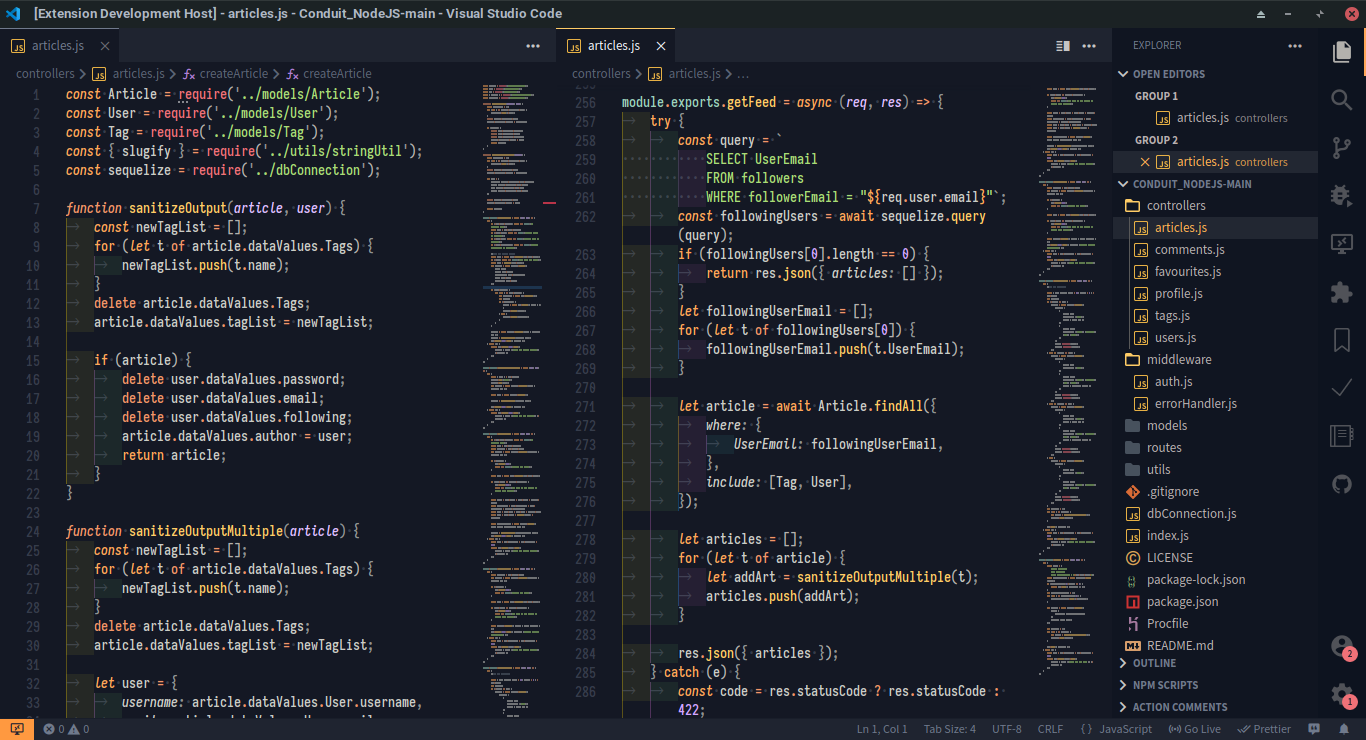 [Extension Development Host] - articles.js - Conduit_NodeJS-main - Visual Studio Code
articles.js
controllers > articles.js > createArticle > createArticle
1 const Article = require('../models/Article');
2 const User = require('../models/User');
3 const Tag = require('../models/Tag');
4 const { slugify } = require('../utils/stringUtil');
5 const sequelize = require('../dbConnection');
6
7 function sanitizeOutput(article, user) {
8 const newTagList = [];
9 for (let t of article.dataValues.Tags) {
10 newTagList.push(t.name);
11 }
12 delete article.dataValues.Tags;
13 article.dataValues.tagList = newTagList;
14
15 if (article) {
16 delete user.dataValues.password;
17 delete user.dataValues.email;
18 delete user.dataValues.following;
19 article.dataValues.author = user;
20 return article;
21 }
22 }
23
24 function sanitizeOutputMultiple(article) {
25 const newTagList = [];
26 for (let t of article.dataValues.Tags) {
27 newTagList.push(t.name);
28 }
29 delete article.dataValues.Tags;
30 article.dataValues.tagList = newTagList;
31
32 let user = {
33 username: article.dataValues.User.username,
articles.js
controllers > articles.js > ...
256 module.exports.getFeed = async (req, res) => {
257 try {
258 const query = `
259 SELECT UserEmail
260 FROM followers
261 WHERE followerEmail = "${req.user.email}"`;
262 const followingUsers = await sequelize.query
(query);
263 if (followingUsers[0].length == 0) {
264 return res.json({ articles: [] });
265 }
266 let followingUserEmail = [];
267 for (let t of followingUsers[0]) {
268 followingUserEmail.push(t.UserEmail);
269 }
270
271 let article = await Article.findAll({
272 where: {
273 UserEmail: followingUserEmail,
274 },
275 include: [Tag, User],
276 });
277
278 let articles = [];
279 for (let t of article) {
280 let addArt = sanitizeOutputMultiple(t);
281 articles.push(addArt);
282 }
283
284 res.json({ articles });
285 } catch (e) {
286 const code = res.statusCode ? res.statusCode :
422;
EXPLORER
OPEN EDITORS
GROUP 1
articles.js controllers
GROUP 2
articles.js controllers
CONDUIT_NODEJS-MAIN
controllers
articles.js
comments.js
favourites.js
profile.js
tags.js
users.js
middleware
auth.js
errorHandler.js
models
routes
utils
.gitignore
dbConnection.js
index.js
LICENSE
package-lock.json
package.json
Procfile
README.md
OUTLINE
NPM SCRIPTS
ACTION COMMENTS
2
1
0 0
Ln 1, Col 1
Tab Size: 4
UTF-8
CRLF
{ } JavaScript
Go Live
Prettier